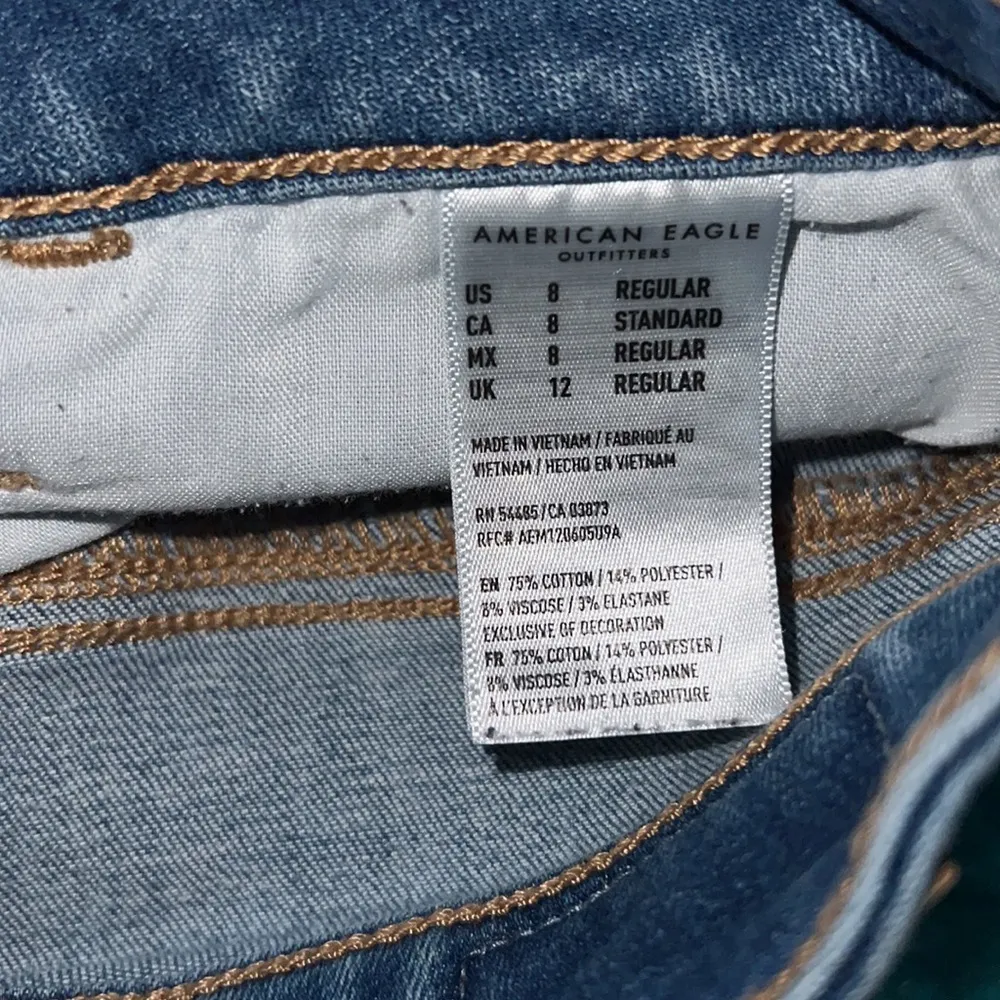 AMERICAN EAGLE
OUTFITTERS
US 8 REGULAR
CA 8 STANDARD
MX 8 REGULAR
UK 12 REGULAR
MADE IN VIETNAM / FABRIQUÉ AU
VIETNAM / HECHO EN VIETNAM
RN 54485/CA 03073
RFC# AEM120605U9A
EN 75% COTTON / 14% POLYESTER /
8% VISCOSE / 3% ELASTANE
EXCLUSIVE OF DECORATION
FR 75% COTON / 14% POLYESTER /
8% VISCOSE / 3% ÉLASTHANNE
À L'EXCEPTION DE LA GARNITURE